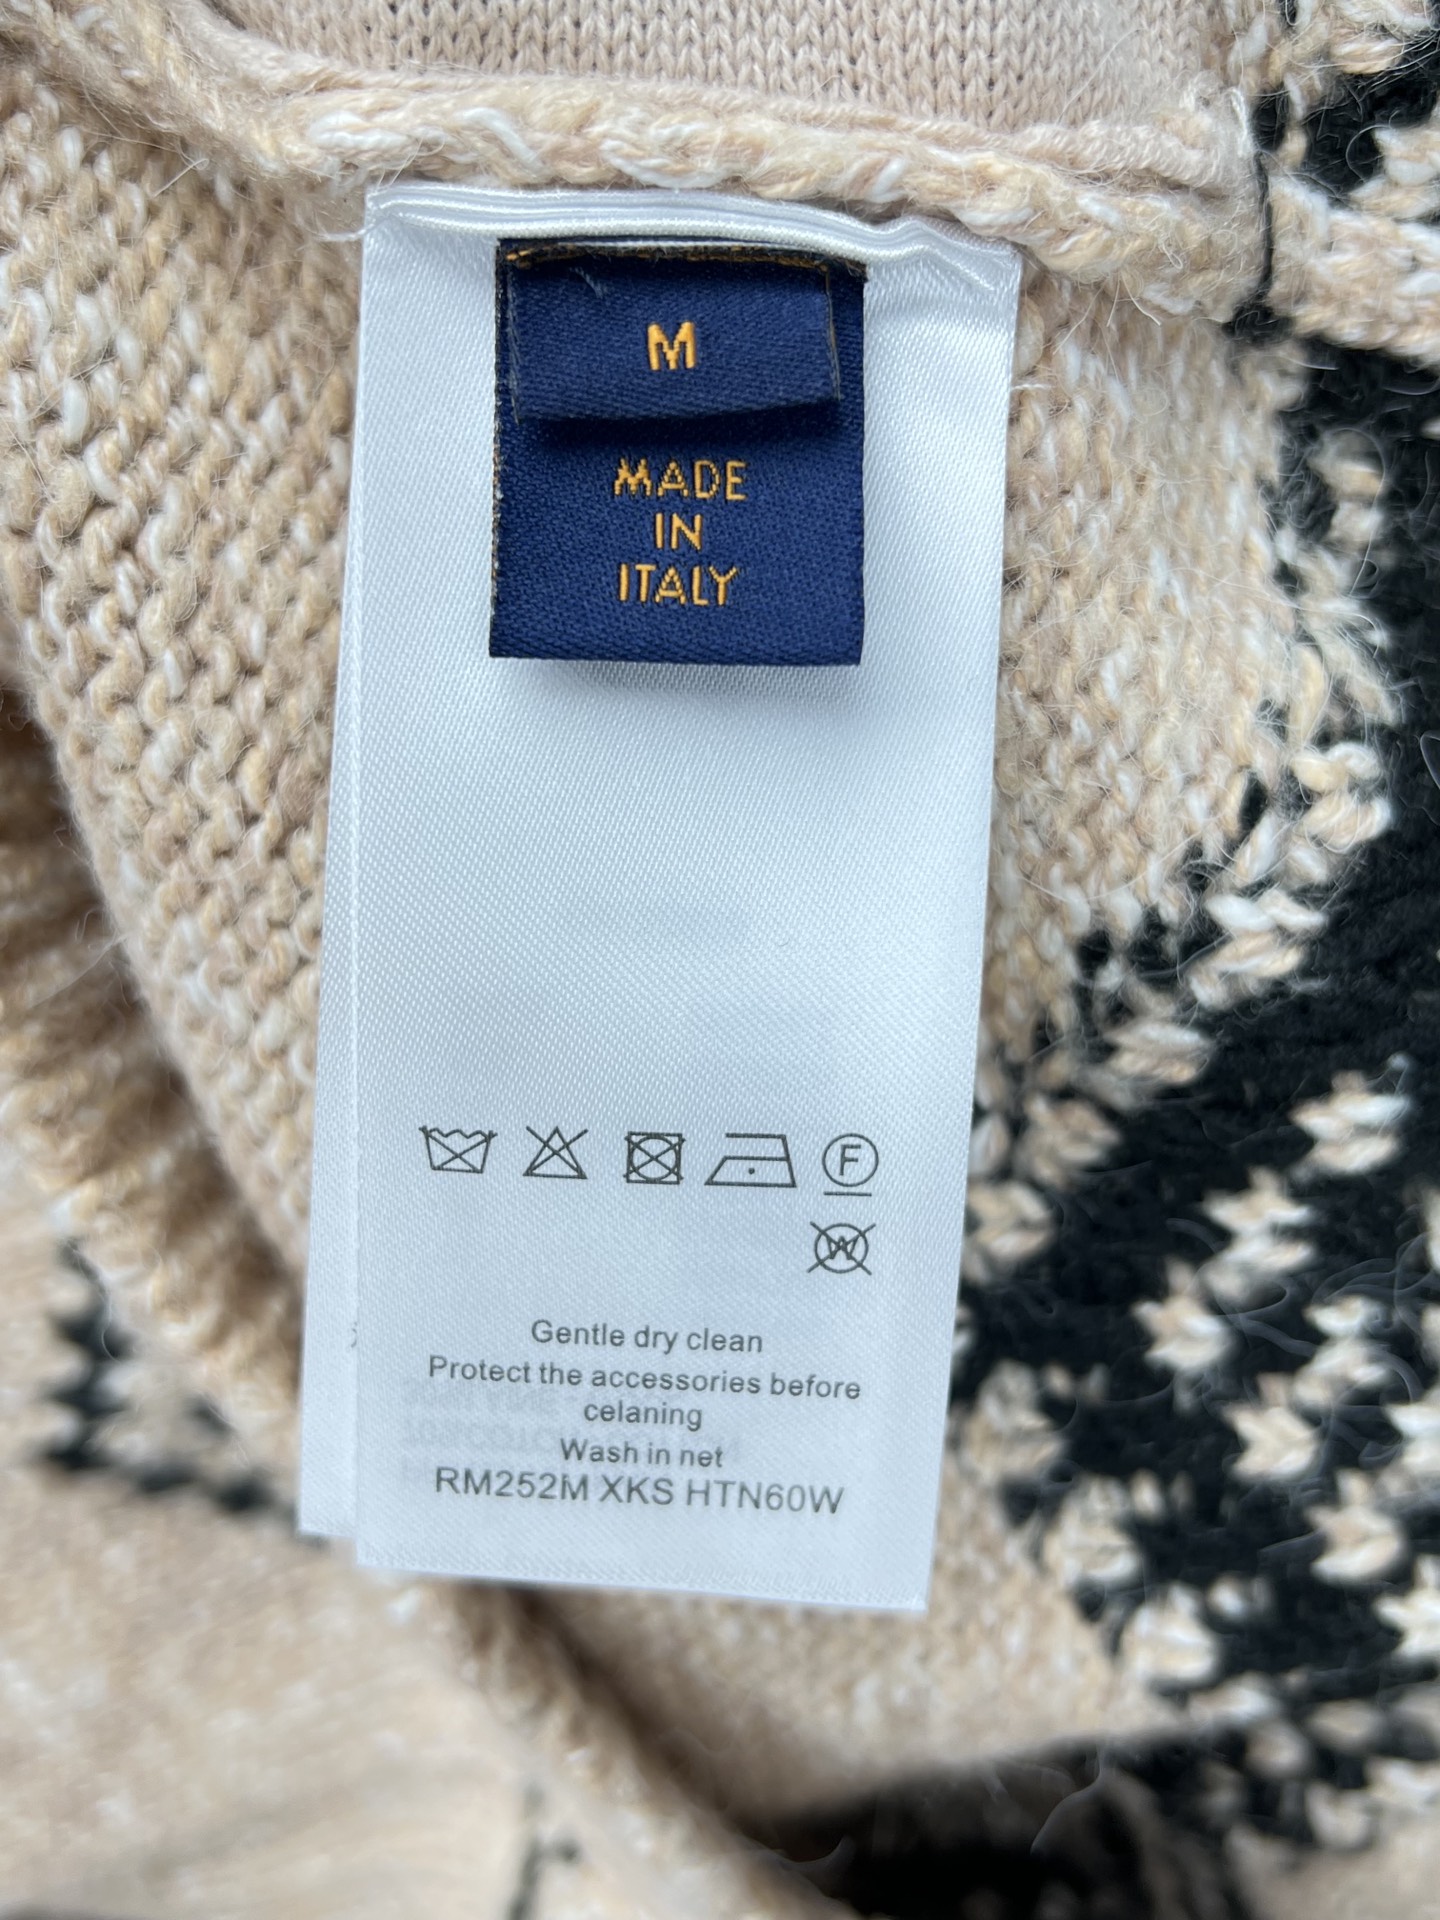 M
MADE
IN
ITALY
F
W
Gentle dry clean
Protect the accessories before
celaning
Wash in net
RM252M XKS HTN60W